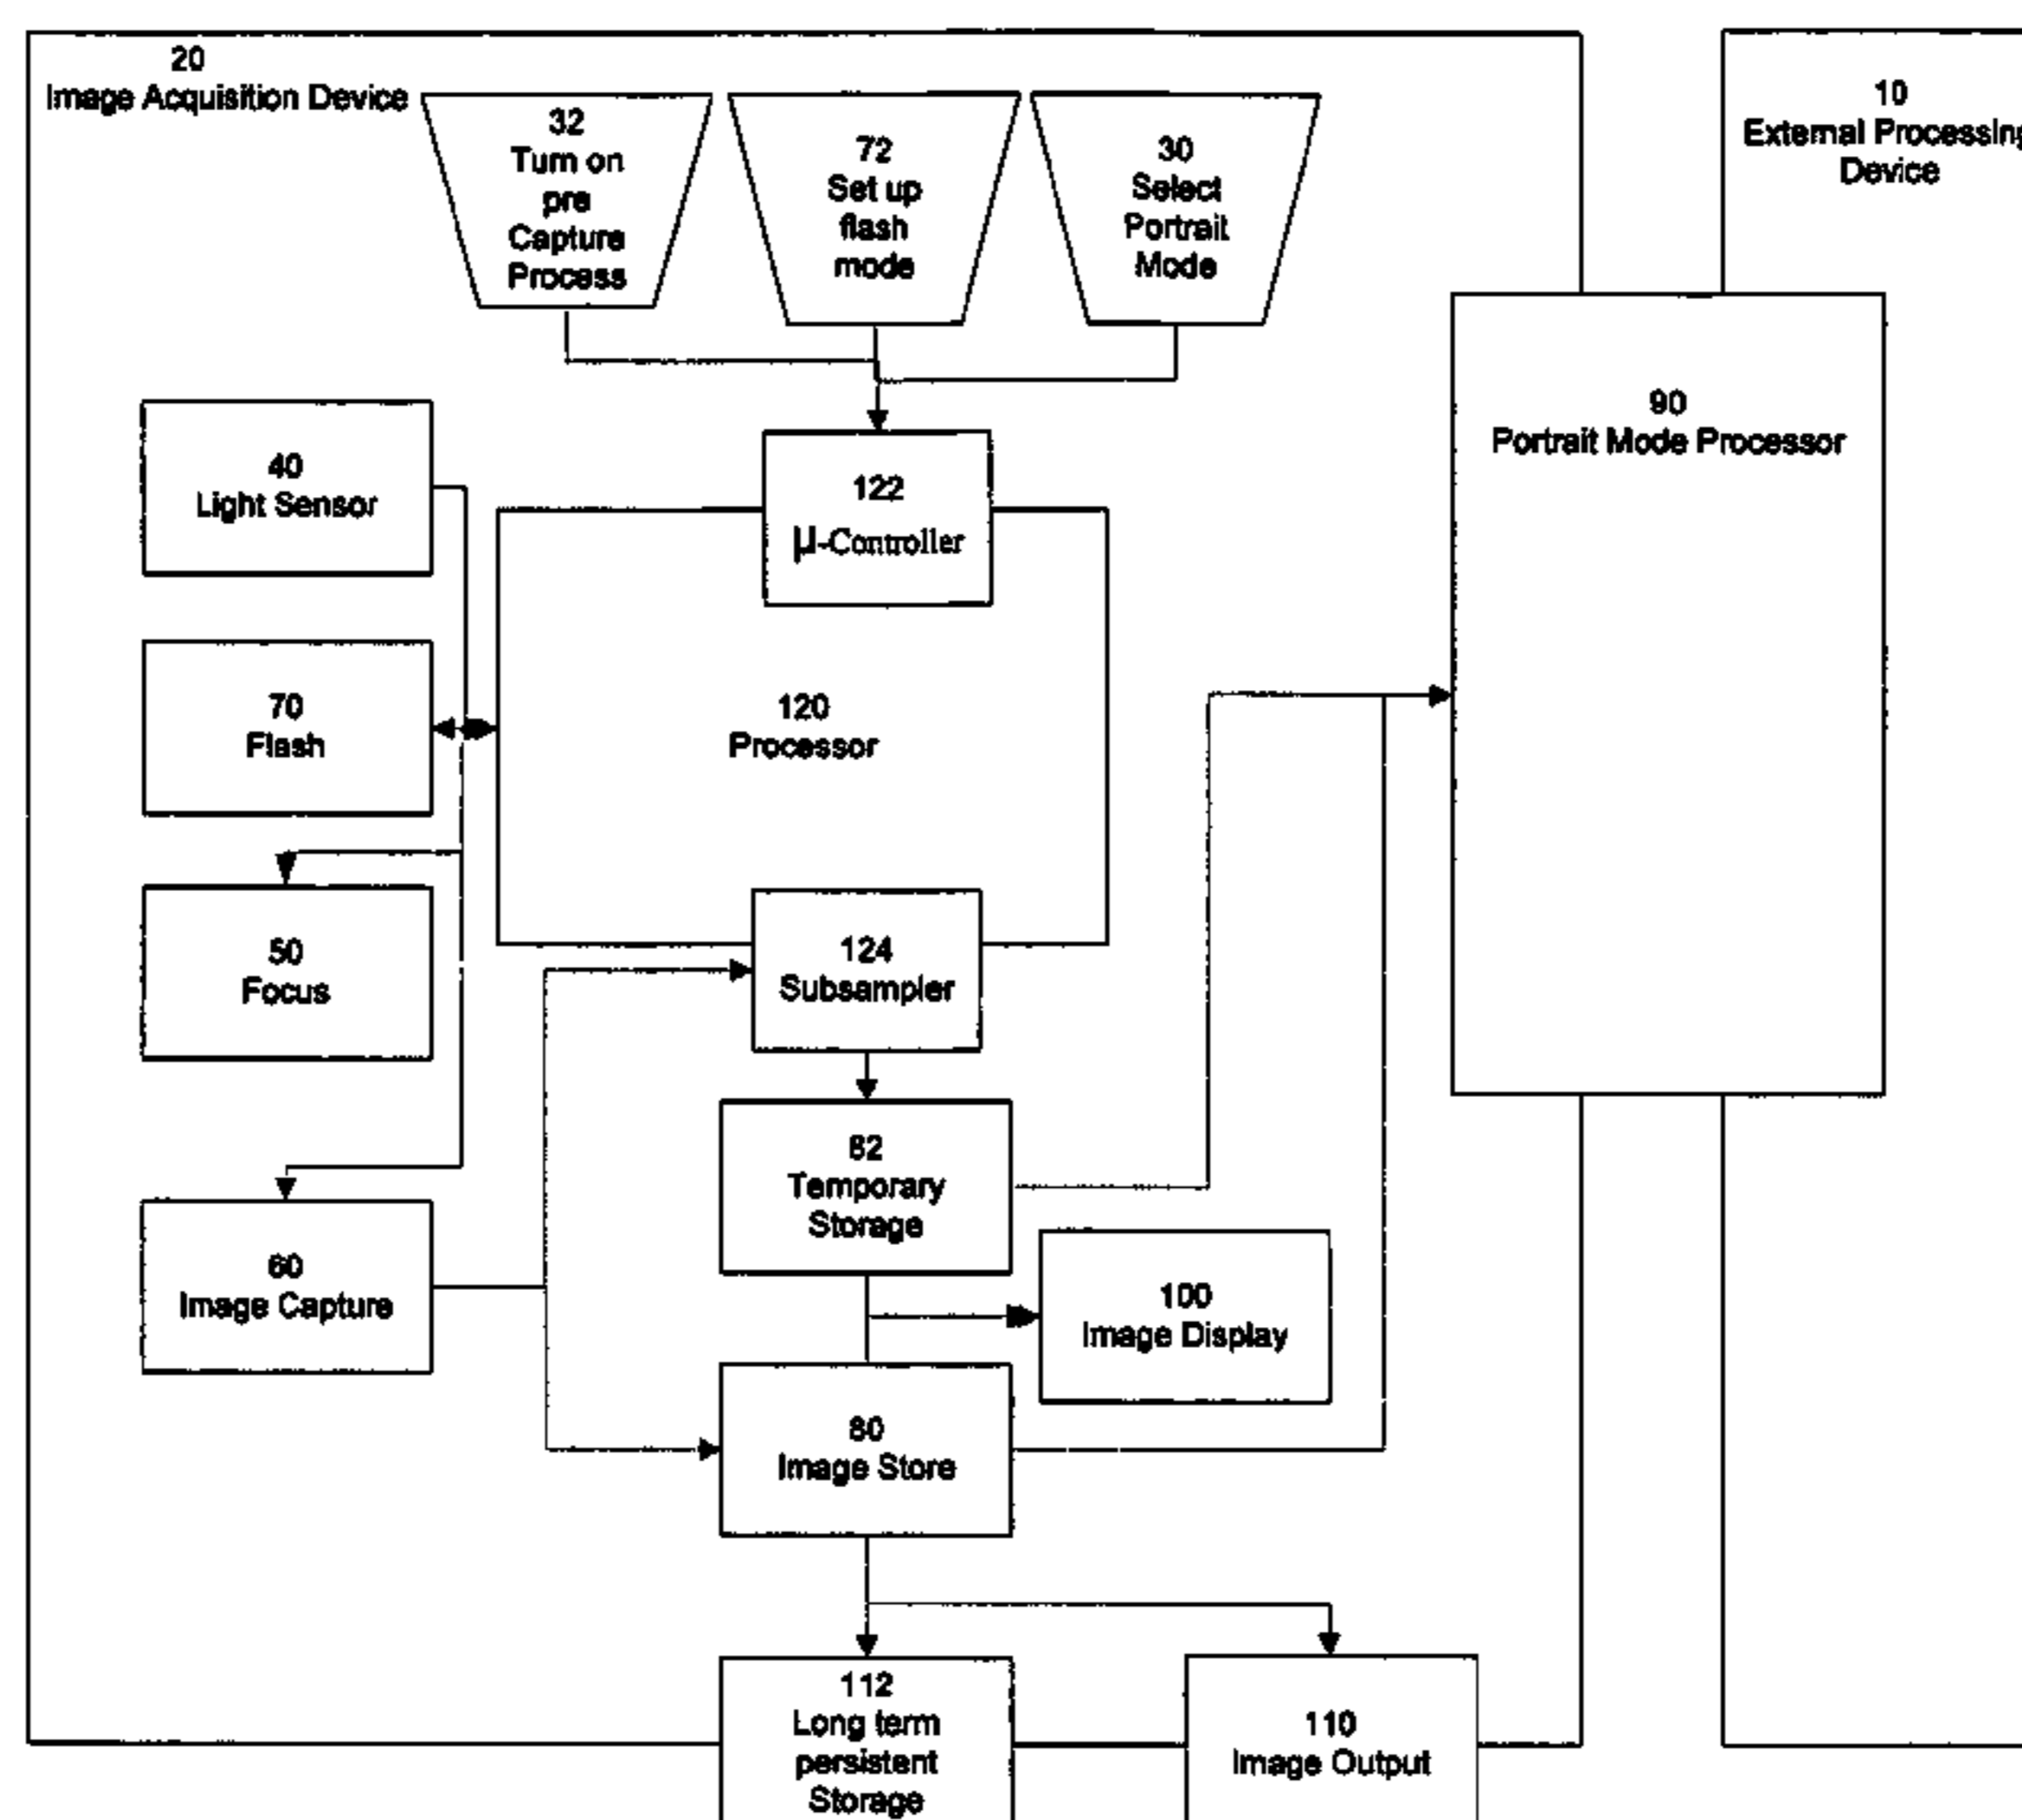 20
Image Acquisition Device
32
Turn on
pre
Capture
Process
72
Set up
flash
mode
30
Select
Portrait
Mode
10
External Processing
Device
40
Light Sensor
122
µ-Controller
90
Portrait Mode Processor
70
Flash
120
Processor
50
Focus
124
Subsampler
82
Temporary
Storage
60
Image Capture
100
Image Display
80
Image Store
112
Long term
persistent
Storage
110
Image Output